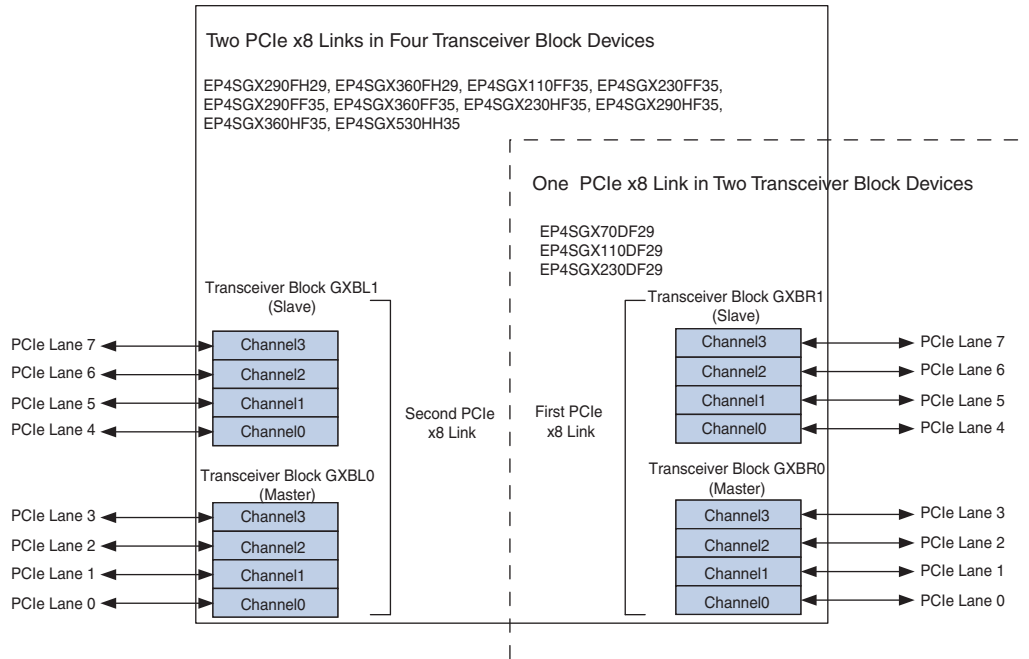 Two PCIe x8 Links in Four Transceiver Block Devices
EP4SGX290FH29, EP4SGX360FH29, EP4SGX110FF35, EP4SGX230FF35,
EP4SGX290FF35, EP4SGX360FF35, EP4SGX230HF35, EP4SGX290HF35,
EP4SGX360HF35, EP4SGX530HH35
One PCIe x8 Link in Two Transceiver Block Devices
EP4SGX70DF29
EP4SGX110DF29
EP4SGX230DF29
Transceiver Block GXBL1
(Slave)
PCIe Lane 7 Channel3
PCIe Lane 6 Channel2
PCIe Lane 5 Channel1
PCIe Lane 4 Channel0
Second PCIe
x8 Link
Transceiver Block GXBL0
(Master)
PCIe Lane 3 Channel3
PCIe Lane 2 Channel2
PCIe Lane 1 Channel1
PCIe Lane 0 Channel0
First PCIe
x8 Link
Transceiver Block GXBR1
(Slave)
Channel3 PCIe Lane 7
Channel2 PCIe Lane 6
Channel1 PCIe Lane 5
Channel0 PCIe Lane 4
Transceiver Block GXBR0
(Master)
Channel3 PCIe Lane 3
Channel2 PCIe Lane 2
Channel1 PCIe Lane 1
Channel0 PCIe Lane 0